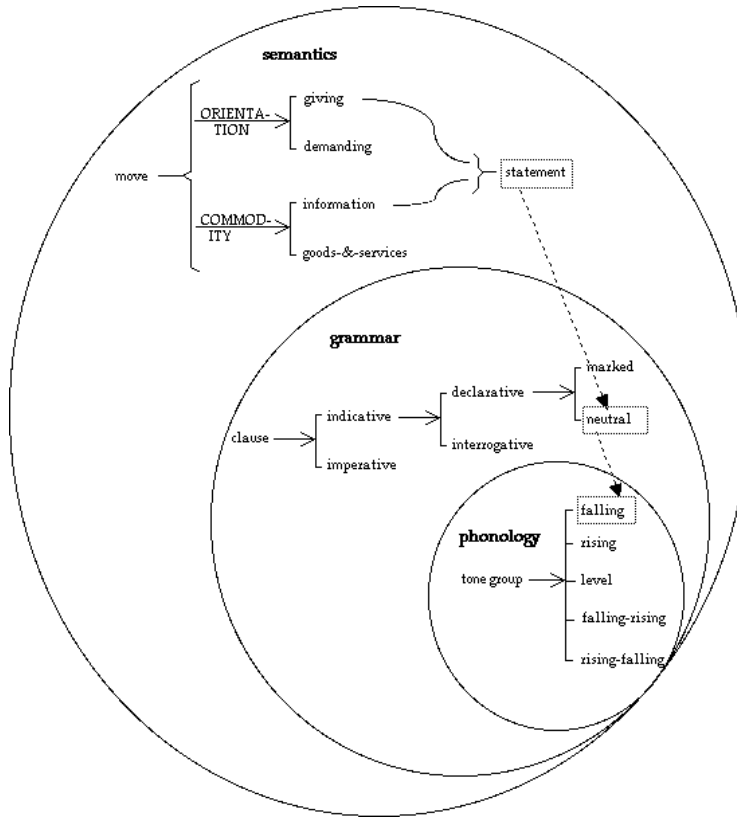 semantics
giving
ORIENTA-
TION
demanding
move
statement
information
COMMOD-
ITY
goods-&-services
grammar
marked
declarative
indicative
neutral
clause
interrogative
imperative
falling
phonology
rising
tone group
level
falling-rising
rising-falling